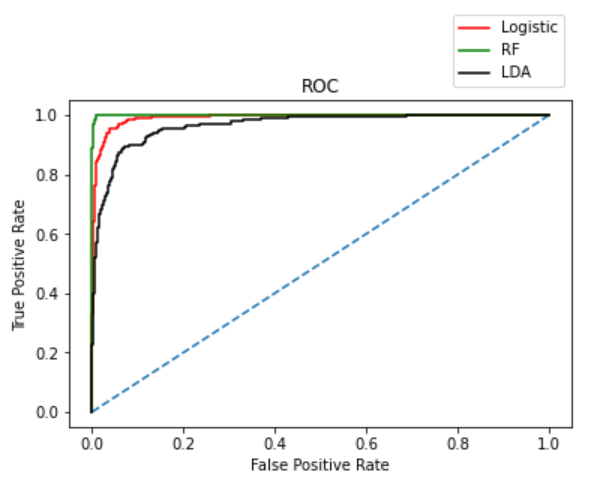 Logistic
RF
LDA
ROC
1.0
0.8
0.6
0.4
0.2
0.0
True Positive Rate
0.0 0.2 0.4 0.6 0.8 1.0
False Positive Rate